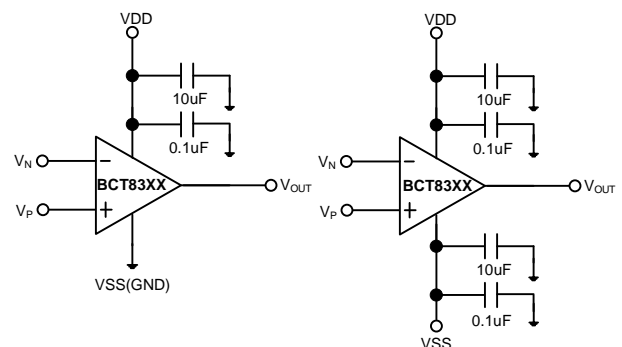 VDD
10uF
0.1uF
VN
BCT83XX
VOUT
VP
VSS(GND)
VDD
10uF
0.1uF
VN
BCT83XX
VOUT
VP
10uF
0.1uF
VSS